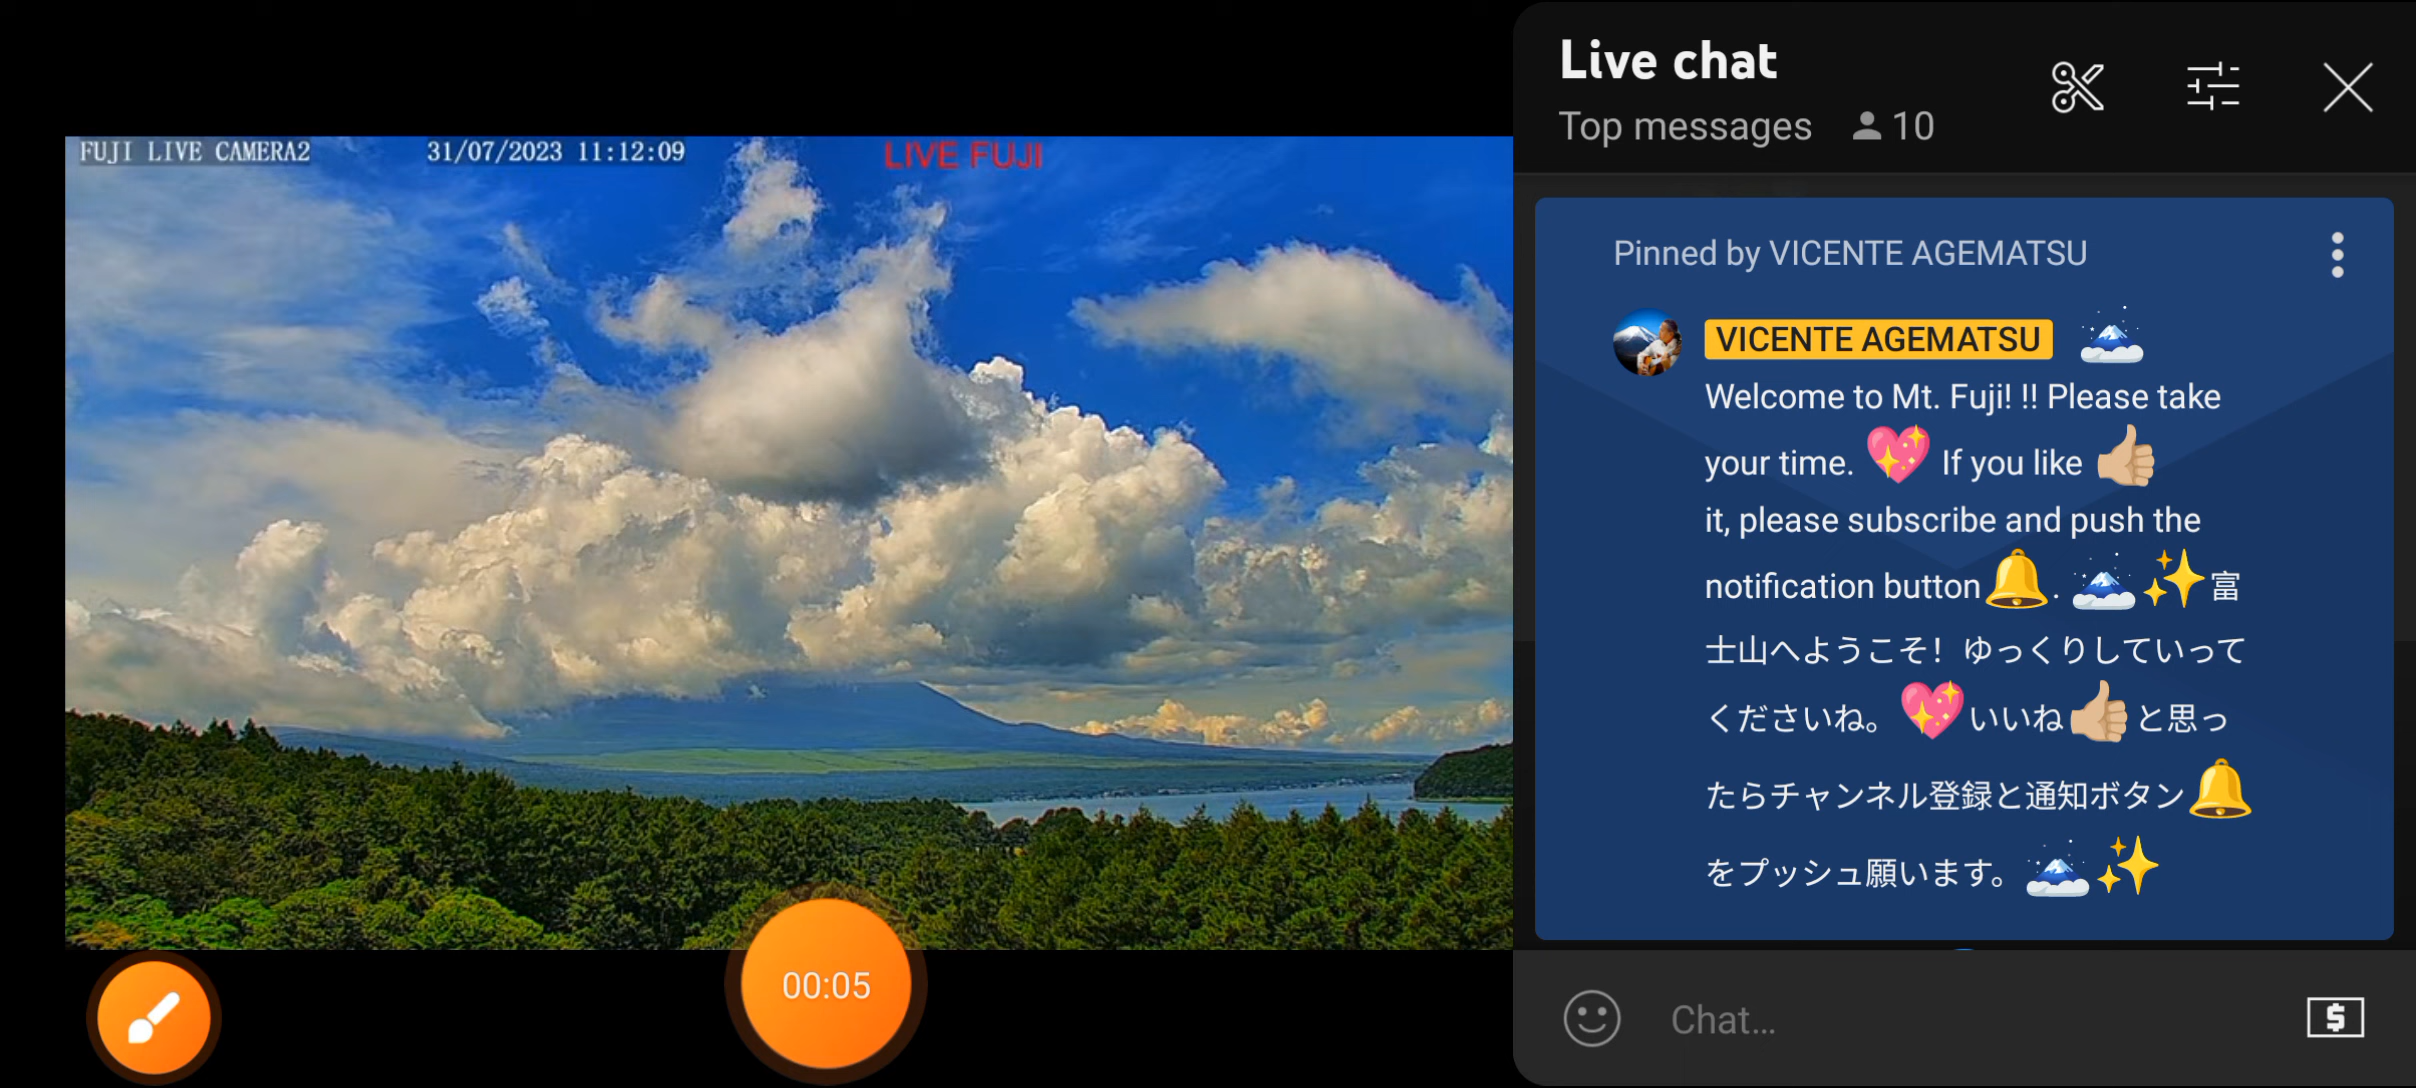 FUJI LIVE CAMERA2 31/07/2023 11:12:09 LIVE FUJI
Live chat
Top messages 10
Pinned by VICENTE AGEMATSU
VICENTE AGEMATSU 🗻
Welcome to Mt. Fuji! !! Please take
your time. 💖 If you like 👍🏼
it, please subscribe and push the
notification button🔔. 🗻✨富
士山へようこそ！ゆっくりしていって
くださいね。💖いいね👍🏼と思っ
たらチャンネル登録と通知ボタン🔔
をプッシュ願います。🗻✨
00:05
Chat...